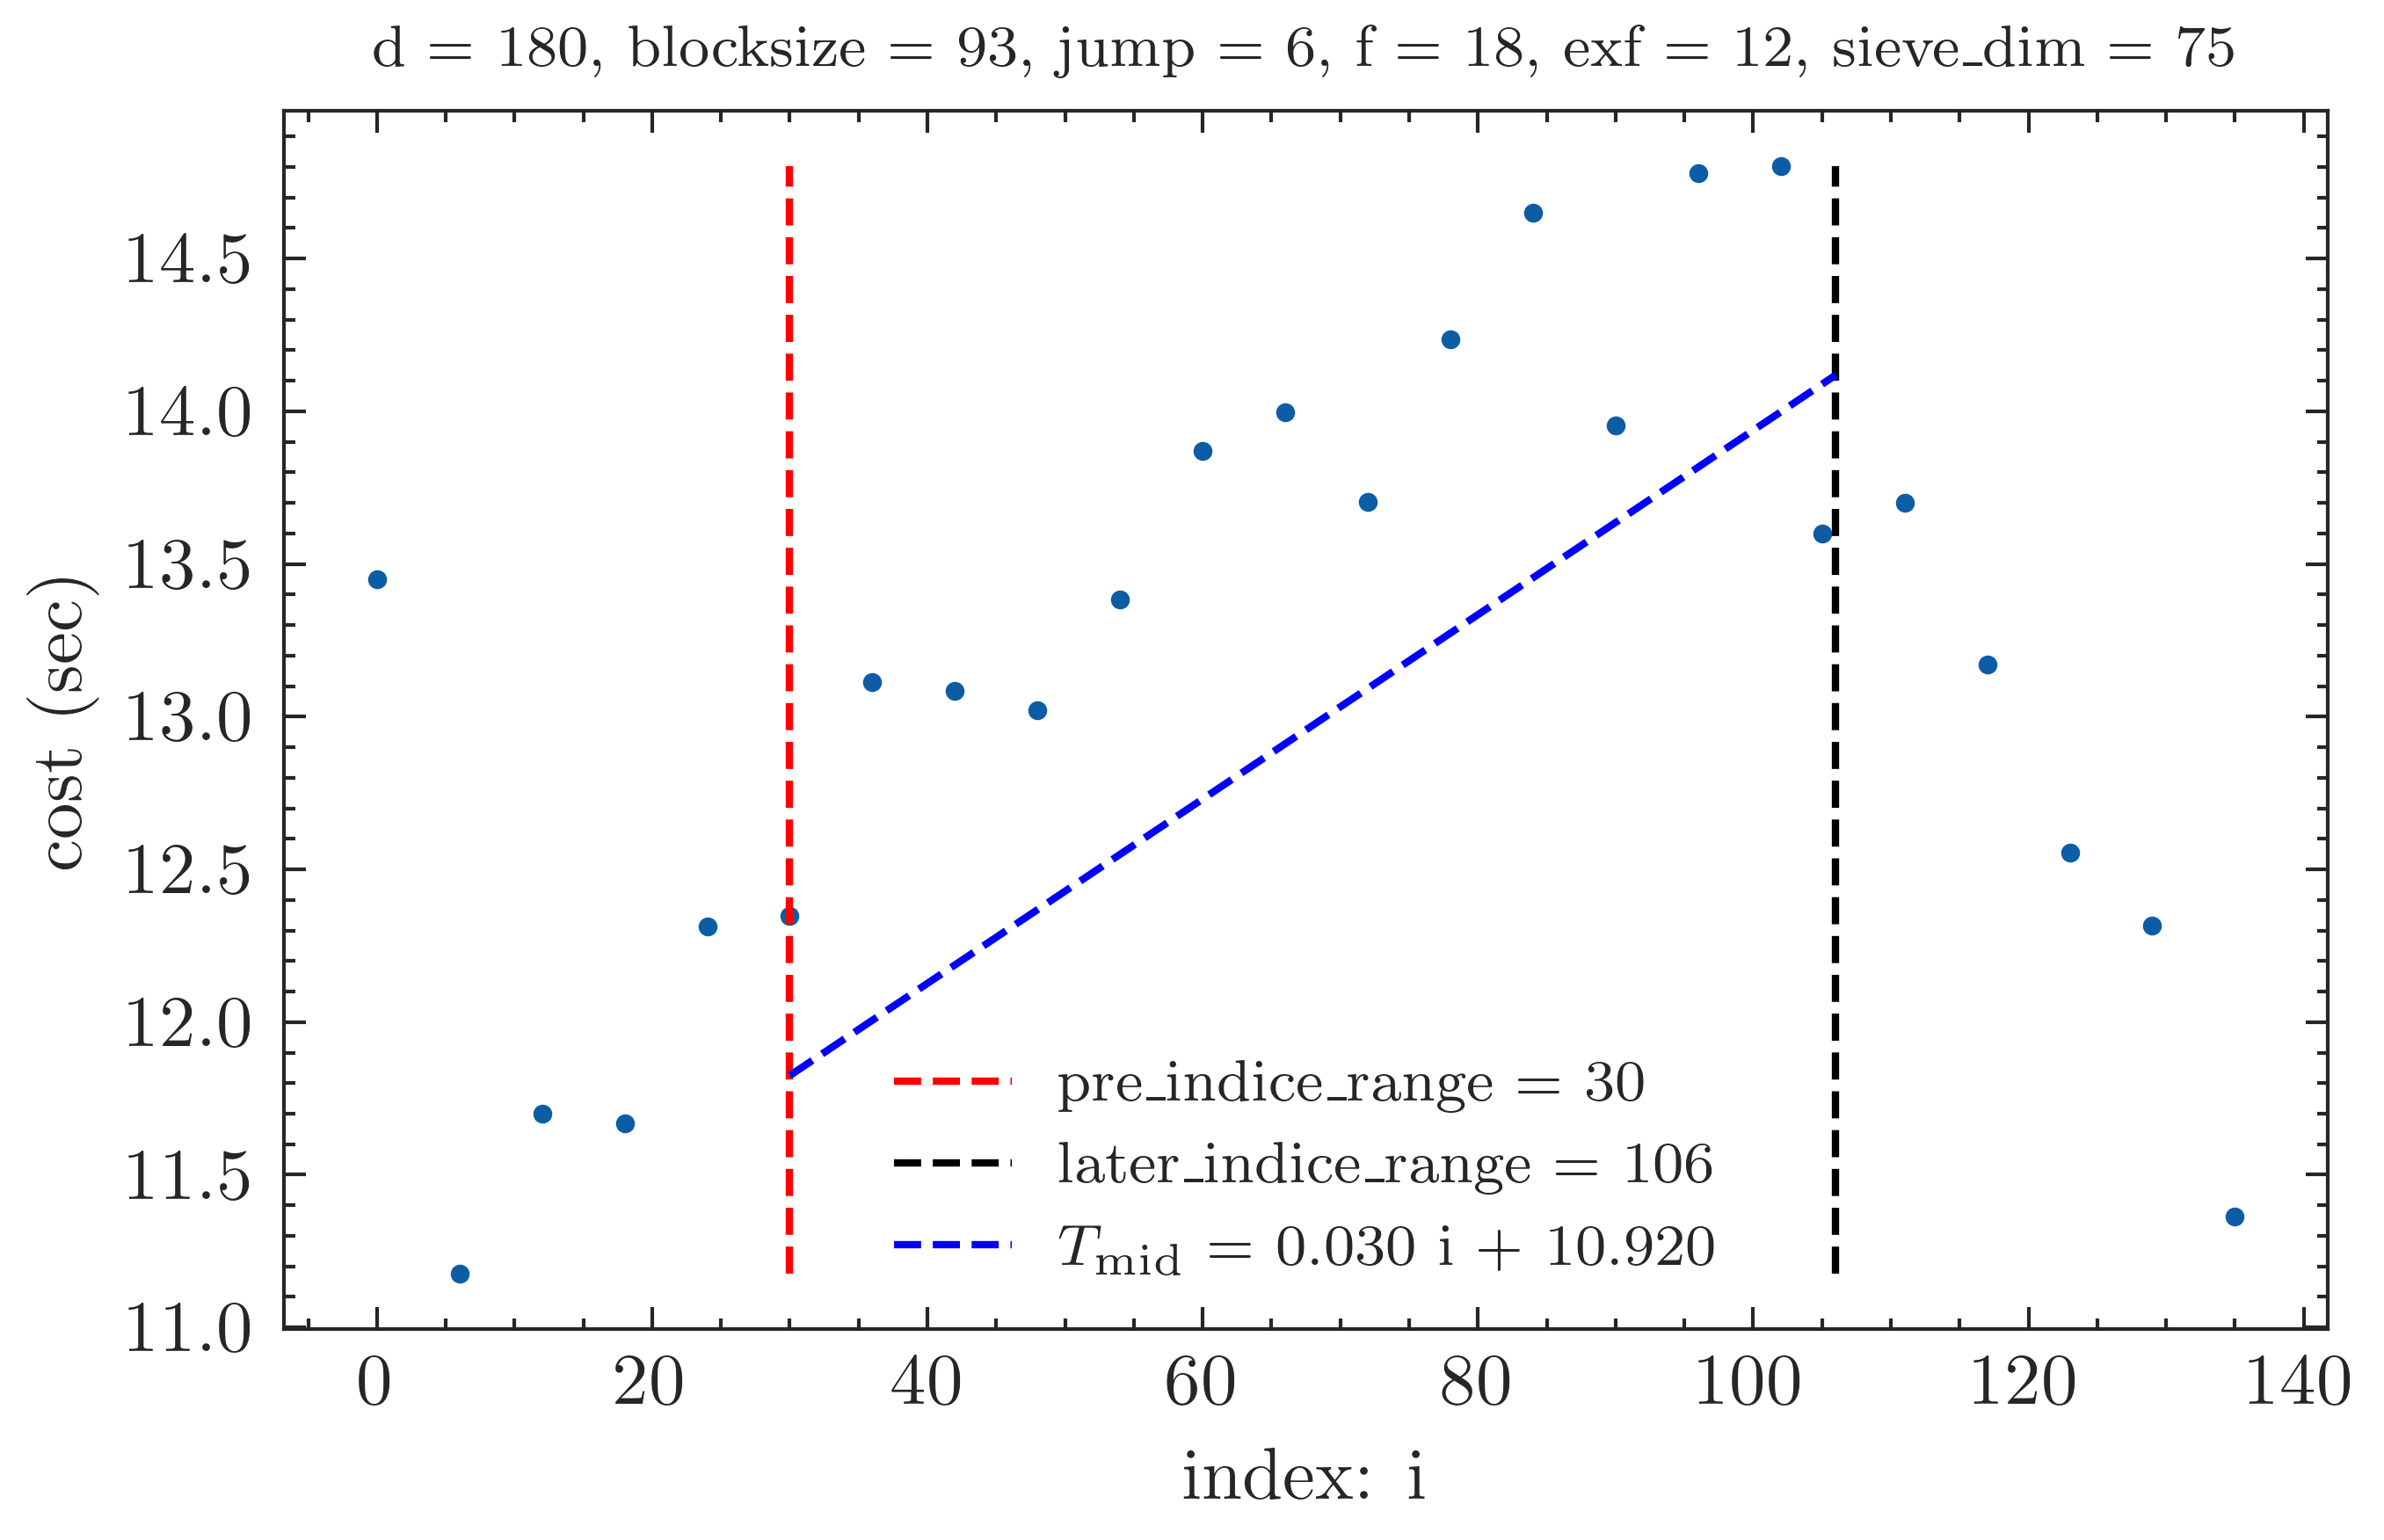 d = 180, blocksize = 93, jump = 6, f = 18, exf = 12, sieve_dim = 75
cost (sec)
14.5
14.0
13.5
13.0
12.5
12.0
11.5
11.0
pre_indice_range = 30
later_indice_range = 106
T_mid = 0.030 i + 10.920
0 20 40 60 80 100 120 140
index: i